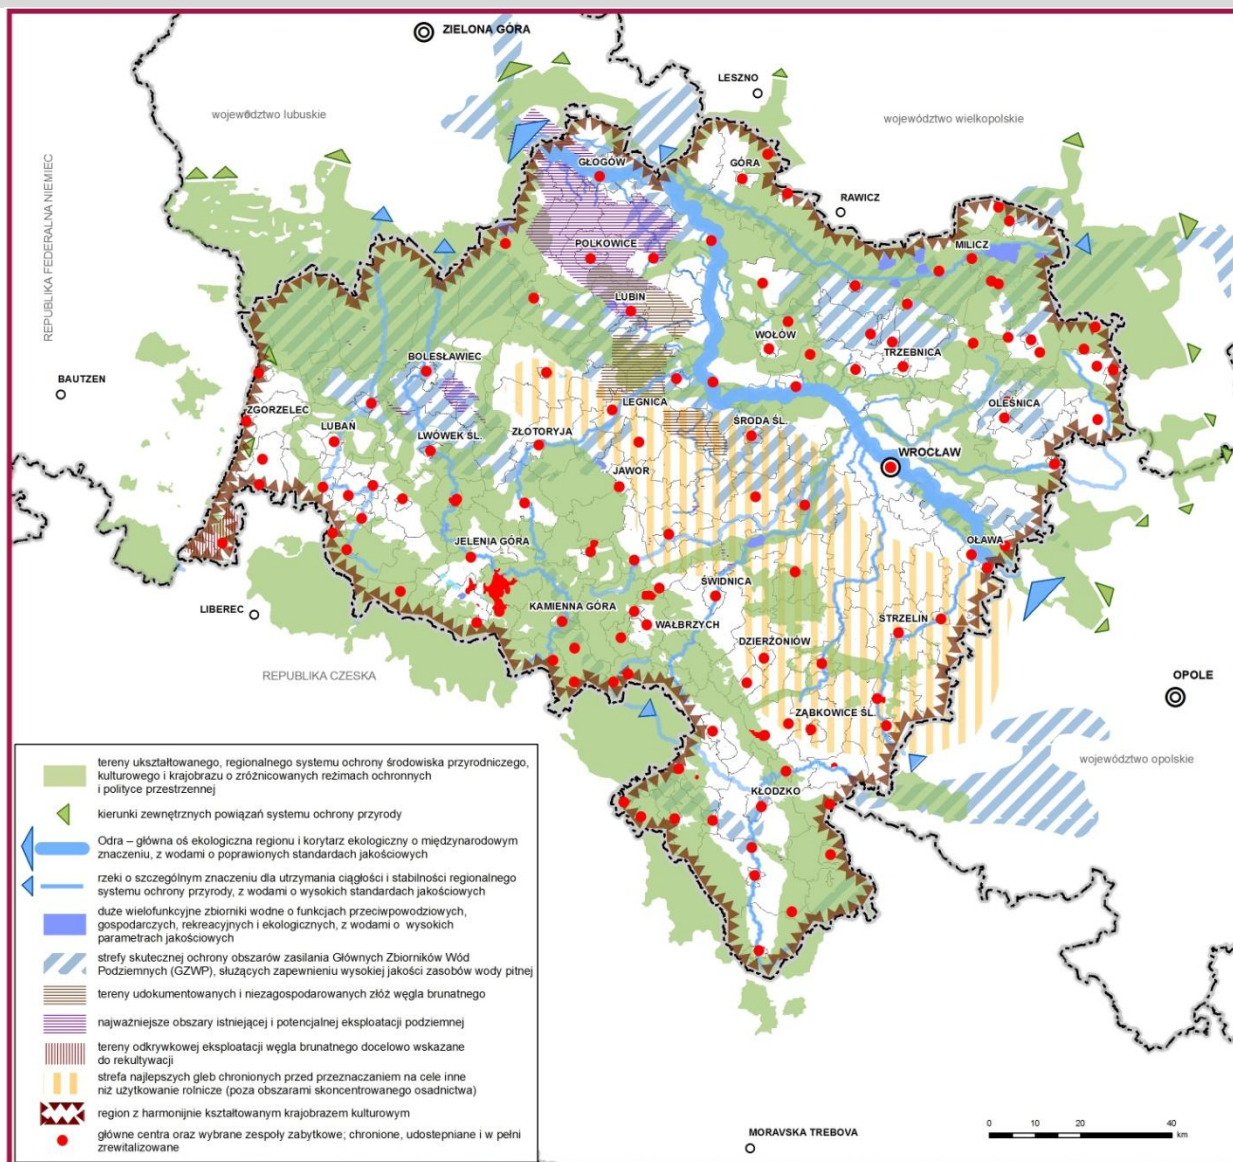 ZIELONA GÓRA
LESZNO
województwo lubuskie
województwo wielkopolskie
REPUBLIKA FEDERALNA NIEMIEC
GŁOGÓW
GÓRA
RAWICZ
POLKOWICE
MILICZ
LUBIN
WOŁÓW
TRZEBNICA
BOLESŁAWIEC
BAUTZEN
ZGORZELEC
LEGNICA
OLEŚNICA
LUBAŃ
LWÓWEK ŚL.
ZŁOTORYJA
ŚRODA ŚL.
WROCŁAW
JAWOR
JELENIA GÓRA
OŁAWA
ŚWIDNICA
LIBEREC
KAMIENNA GÓRA
WAŁBRZYCH
STRZELIN
DZIERŻONIÓW
REPUBLIKA CZESKA
OPOLE
ZĄBKOWICE ŚL.
województwo opolskie
KŁODZKO
tereny ukształtowanego, regionalnego systemu ochrony środowiska przyrodniczego,
kulturowego i krajobrazu o zróżnicowanych reżimach ochronnych
i polityce przestrzennej
kierunki zewnętrznych powiązań systemu ochrony przyrody
Odra – główna oś ekologiczna regionu i korytarz ekologiczny o międzynarodowym
znaczeniu, z wodami o poprawionych standardach jakościowych
rzeki o szczególnym znaczeniu dla utrzymania ciągłości i stabilności regionalnego
systemu ochrony przyrody, z wodami o wysokich standardach jakościowych
duże wielofunkcyjne zbiorniki wodne o funkcjach przeciwpowodziowych,
gospodarczych, rekreacyjnych i ekologicznych, z wodami o wysokich
parametrach jakościowych
strefy skutecznej ochrony obszarów zasilania Głównych Zbiorników Wód
Podziemnych (GZWP), służących zapewnieniu wysokiej jakości zasobów wody pitnej
tereny udokumentowanych i niezagospodarowanych złóż węgla brunatnego
najważniejsze obszary istniejącej i potencjalnej eksploatacji podziemnej
tereny odkrywkowej eksploatacji węgla brunatnego docelowo wskazane
do rekultywacji
strefa najlepszych gleb chronionych przed przeznaczaniem na cele inne
niż użytkowanie rolnicze (poza obszarami skoncentrowanego osadnictwa)
region z harmonijnie kształtowanym krajobrazem kulturowym
główne centra oraz wybrane zespoły zabytkowe; chronione, udostępniane i w pełni
zrewitalizowane
MORAVSKA TREBOVA
0 10 20 40
km